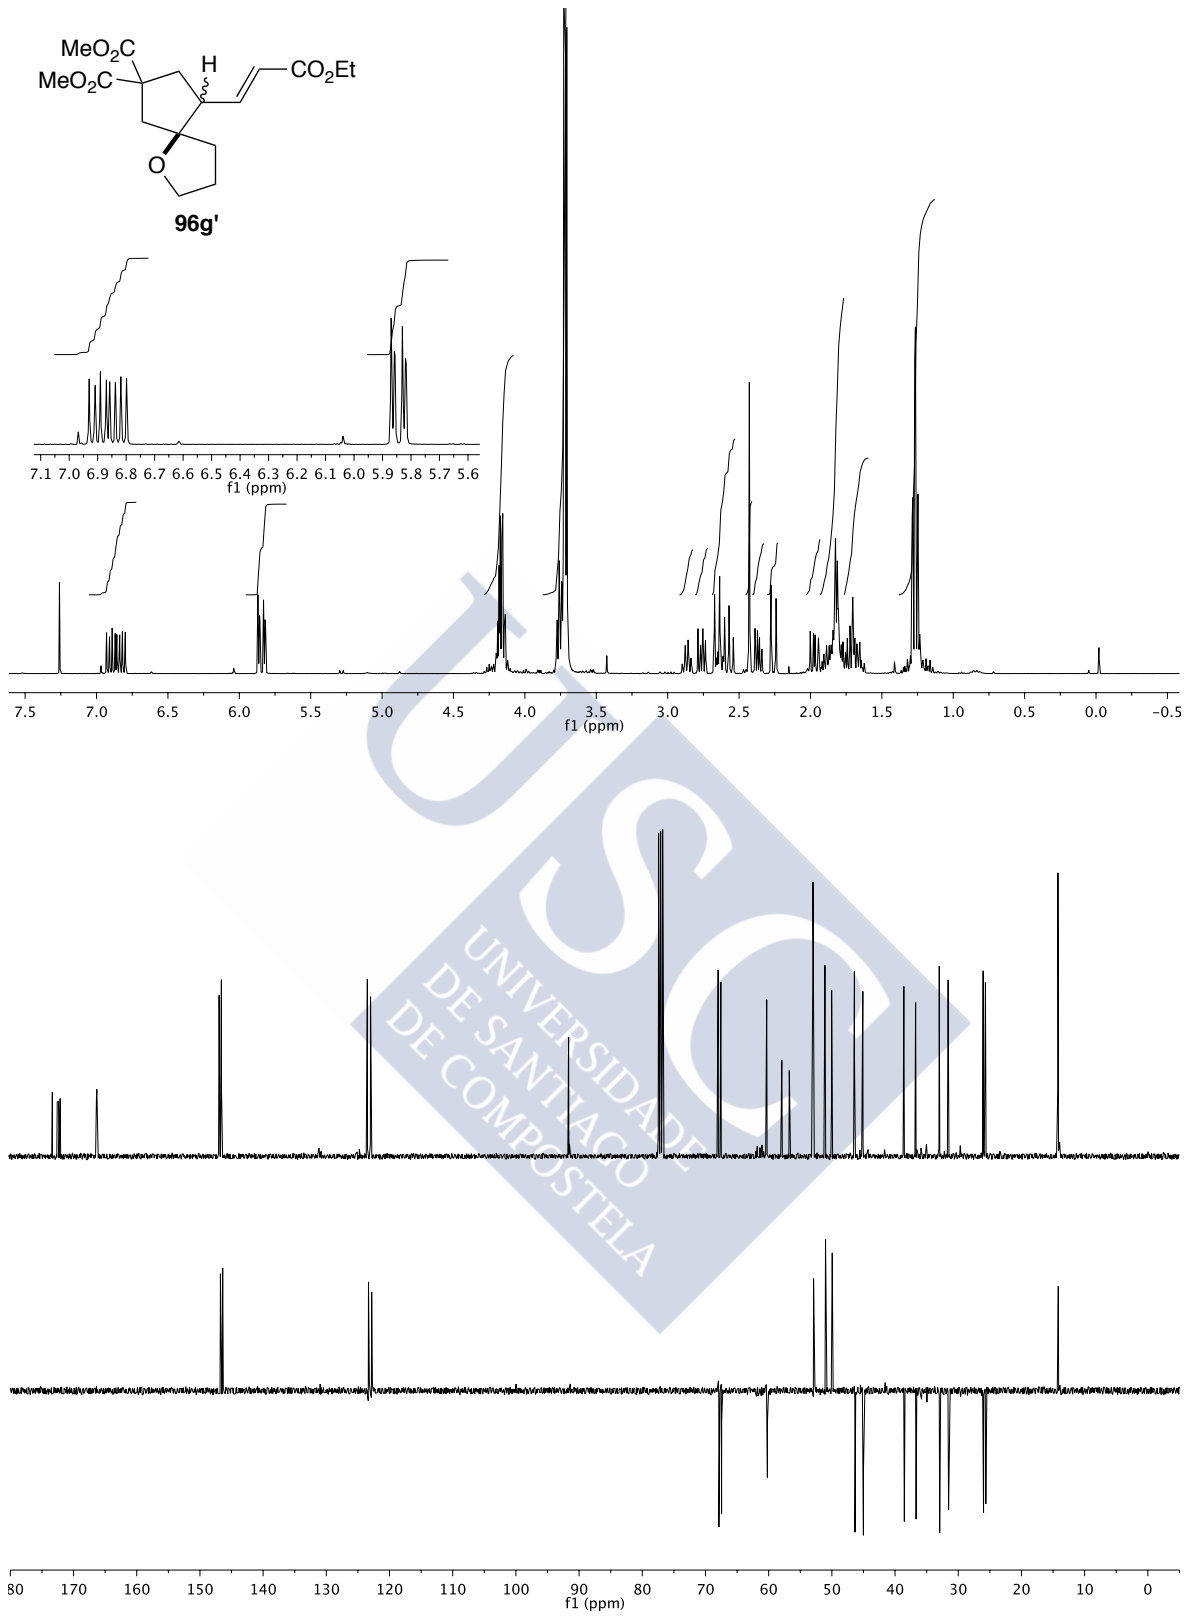 MeO2C
H
MeO2C
CO2Et
O
96g'
7.1 7.0 6.9 6.8 6.7 6.6 6.5 6.4 6.3 6.2 6.1 6.0 5.9 5.8 5.7 5.6
f1 (ppm)
7.5 7.0 6.5 6.0 5.5 5.0 4.5 4.0 3.5 3.0 2.5 2.0 1.5 1.0 0.5 0.0 −0.5
f1 (ppm)
USC
UNIVERSIDADE
DE SANTIAGO
DE COMPOSTELA
80 170 160 150 140 130 120 110 100 90 80 70 60 50 40 30 20 10 0
f1 (ppm)